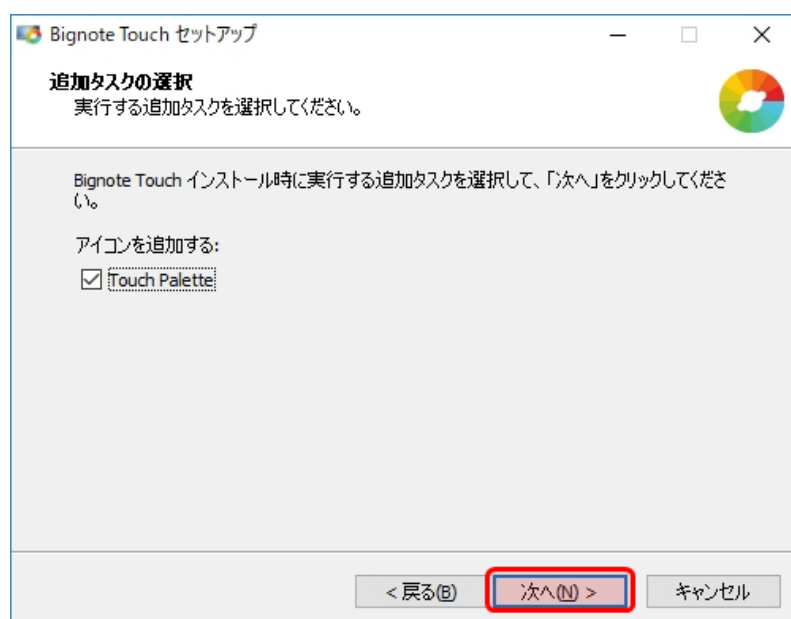 Bignote Touch セットアップ
追加タスクの選択
実行する追加タスクを選択してください。
Bignote Touch インストール時に実行する追加タスクを選択して、「次へ」をクリックしてくださ
い。
アイコンを追加する:
Touch Palette
< 戻る(B) 次へ(N) > キャンセル